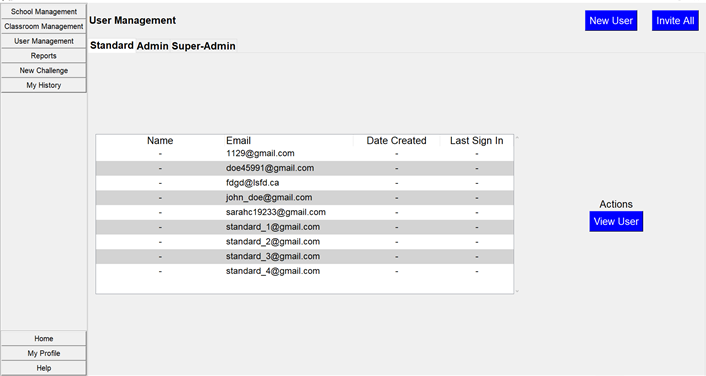 School Management
Classroom Management
User Management
Reports
New Challenge
My History
Home
My Profile
Help
User Management
New User
Invite All
Standard Admin Super-Admin
Name Email Date Created Last Sign In
- 1129@gmail.com - -
- doe45991@gmail.com - -
- fdgd@lsfd.ca - -
- john_doe@gmail.com - -
- sarahc19233@gmail.com - -
- standard_1@gmail.com - -
- standard_2@gmail.com - -
- standard_3@gmail.com - -
- standard_4@gmail.com - -
Actions
View User